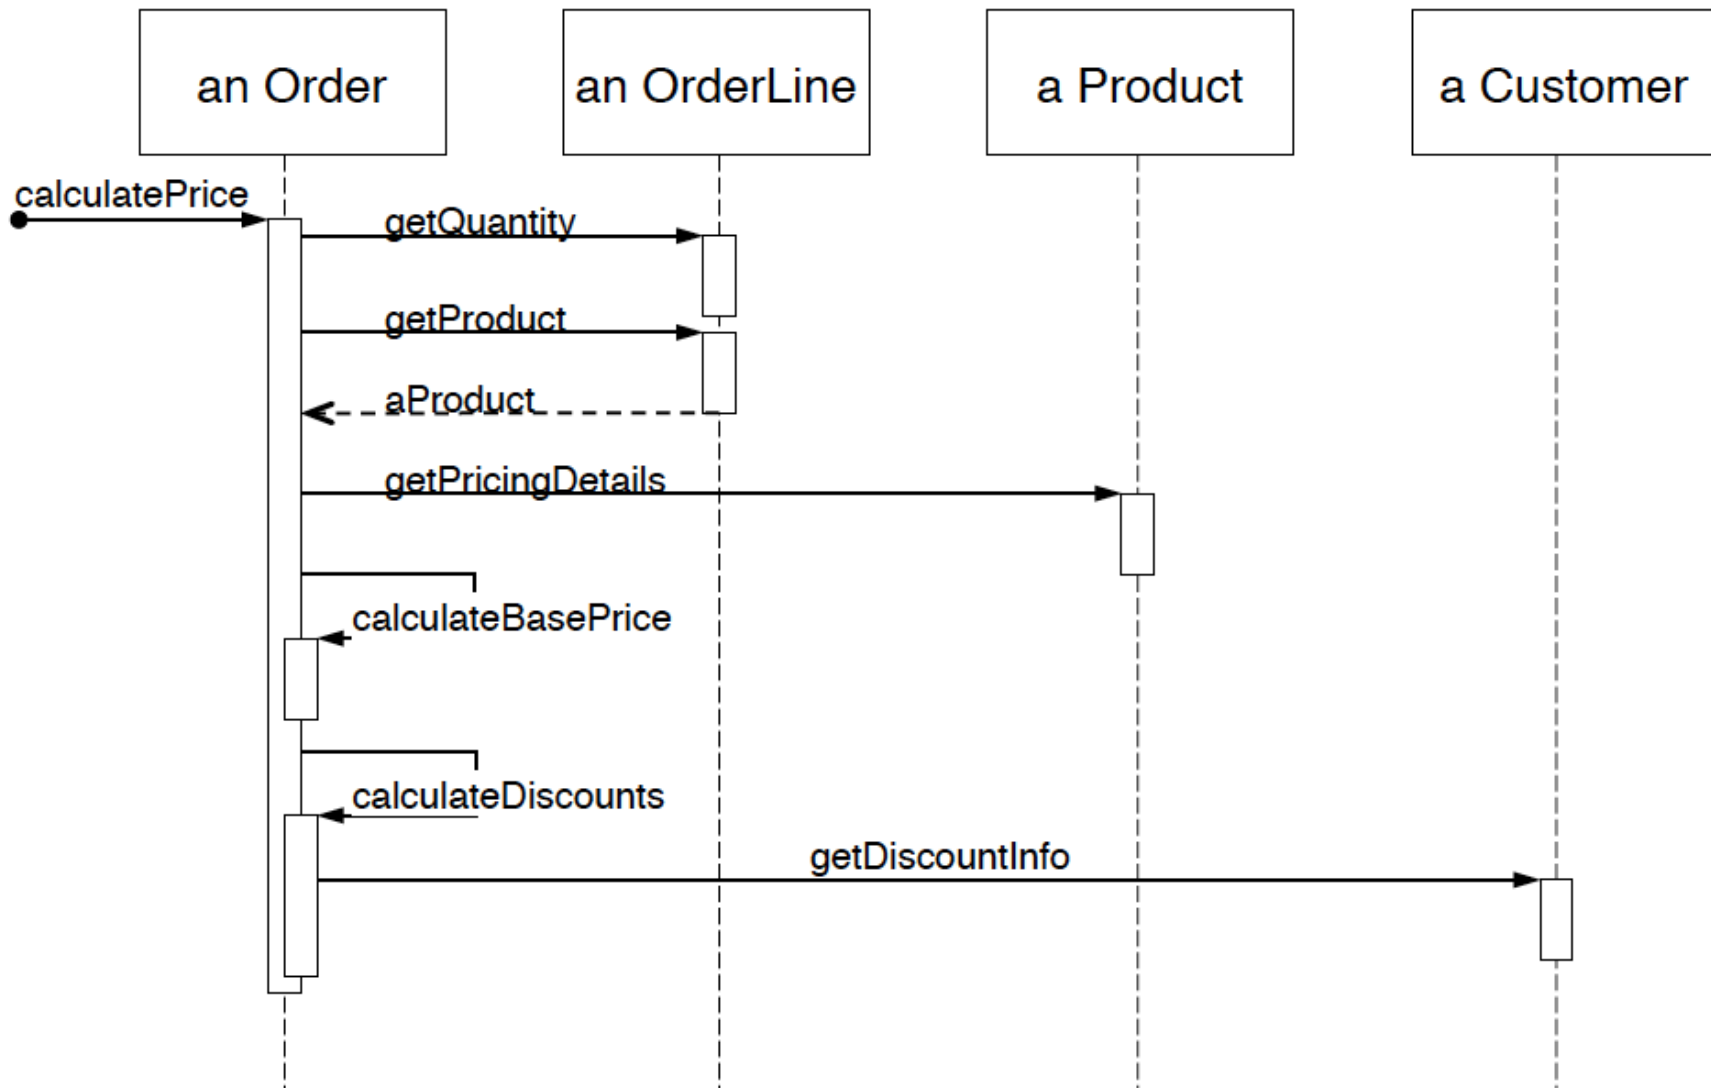 an Order
an OrderLine
a Product
a Customer
calculatePrice
getQuantity
getProduct
aProduct
getPricingDetails
calculateBasePrice
calculateDiscounts
getDiscountInfo